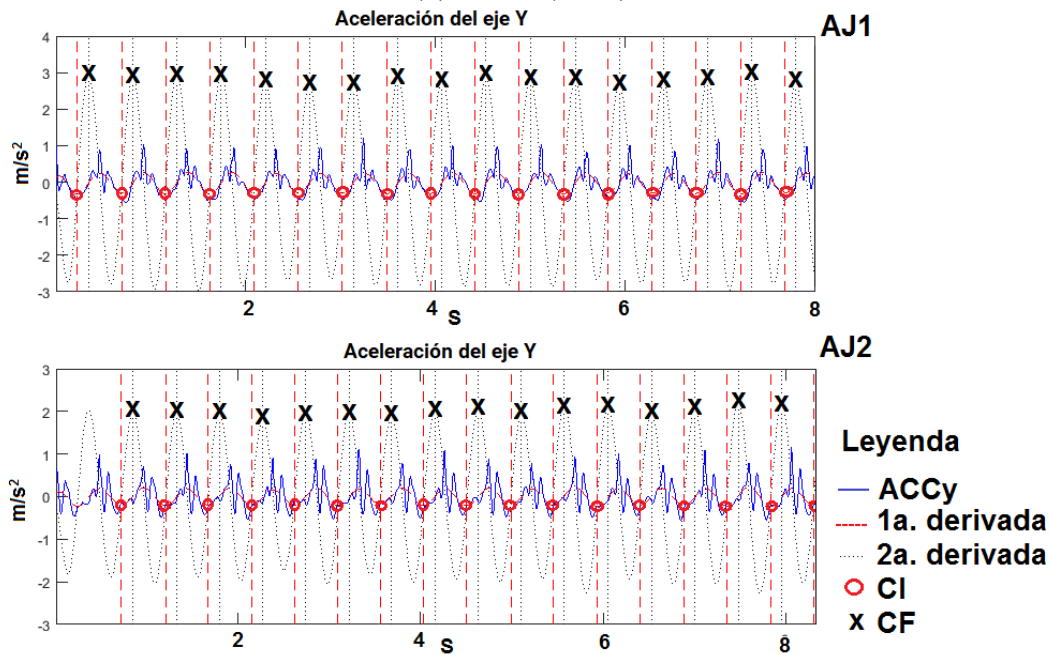 Aceleración del eje Y
AJ1
4
3
2
1
0
-1
-2
-3
m/s2
2
4
6
8
S
Aceleración del eje Y
AJ2
3
2
1
0
-1
-2
-3
m/s2
2
4
6
8
S
Leyenda
ACCy
1a. derivada
2a. derivada
CI
x CF